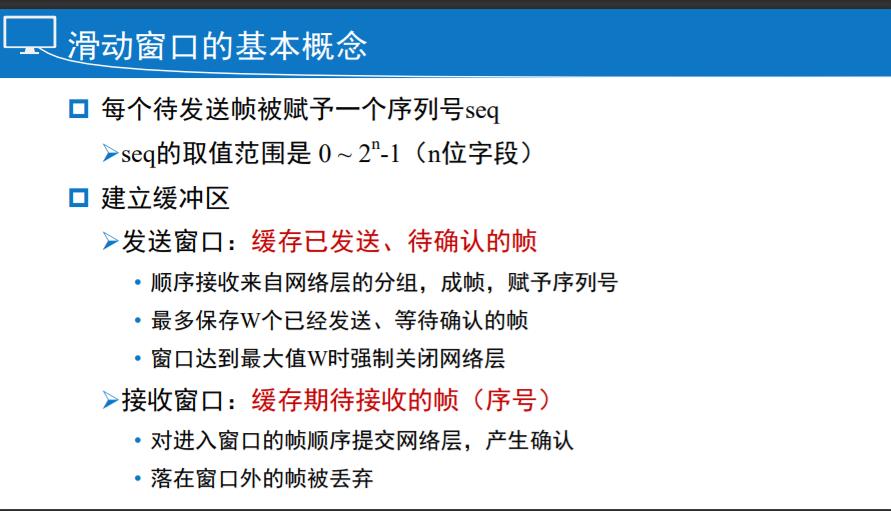 滑动窗口的基本概念
每个待发送帧被赋予一个序列号seq
seq的取值范围是 0 ~ 2ⁿ-1（n位字段）
建立缓冲区
发送窗口：缓存已发送、待确认的帧
• 顺序接收来自网络层的分组，成帧，赋予序列号
• 最多保存W个已经发送、等待确认的帧
• 窗口达到最大值W时强制关闭网络层
接收窗口：缓存期待接收的帧（序号）
• 对进入窗口的帧顺序提交网络层，产生确认
• 落在窗口外的帧被丢弃